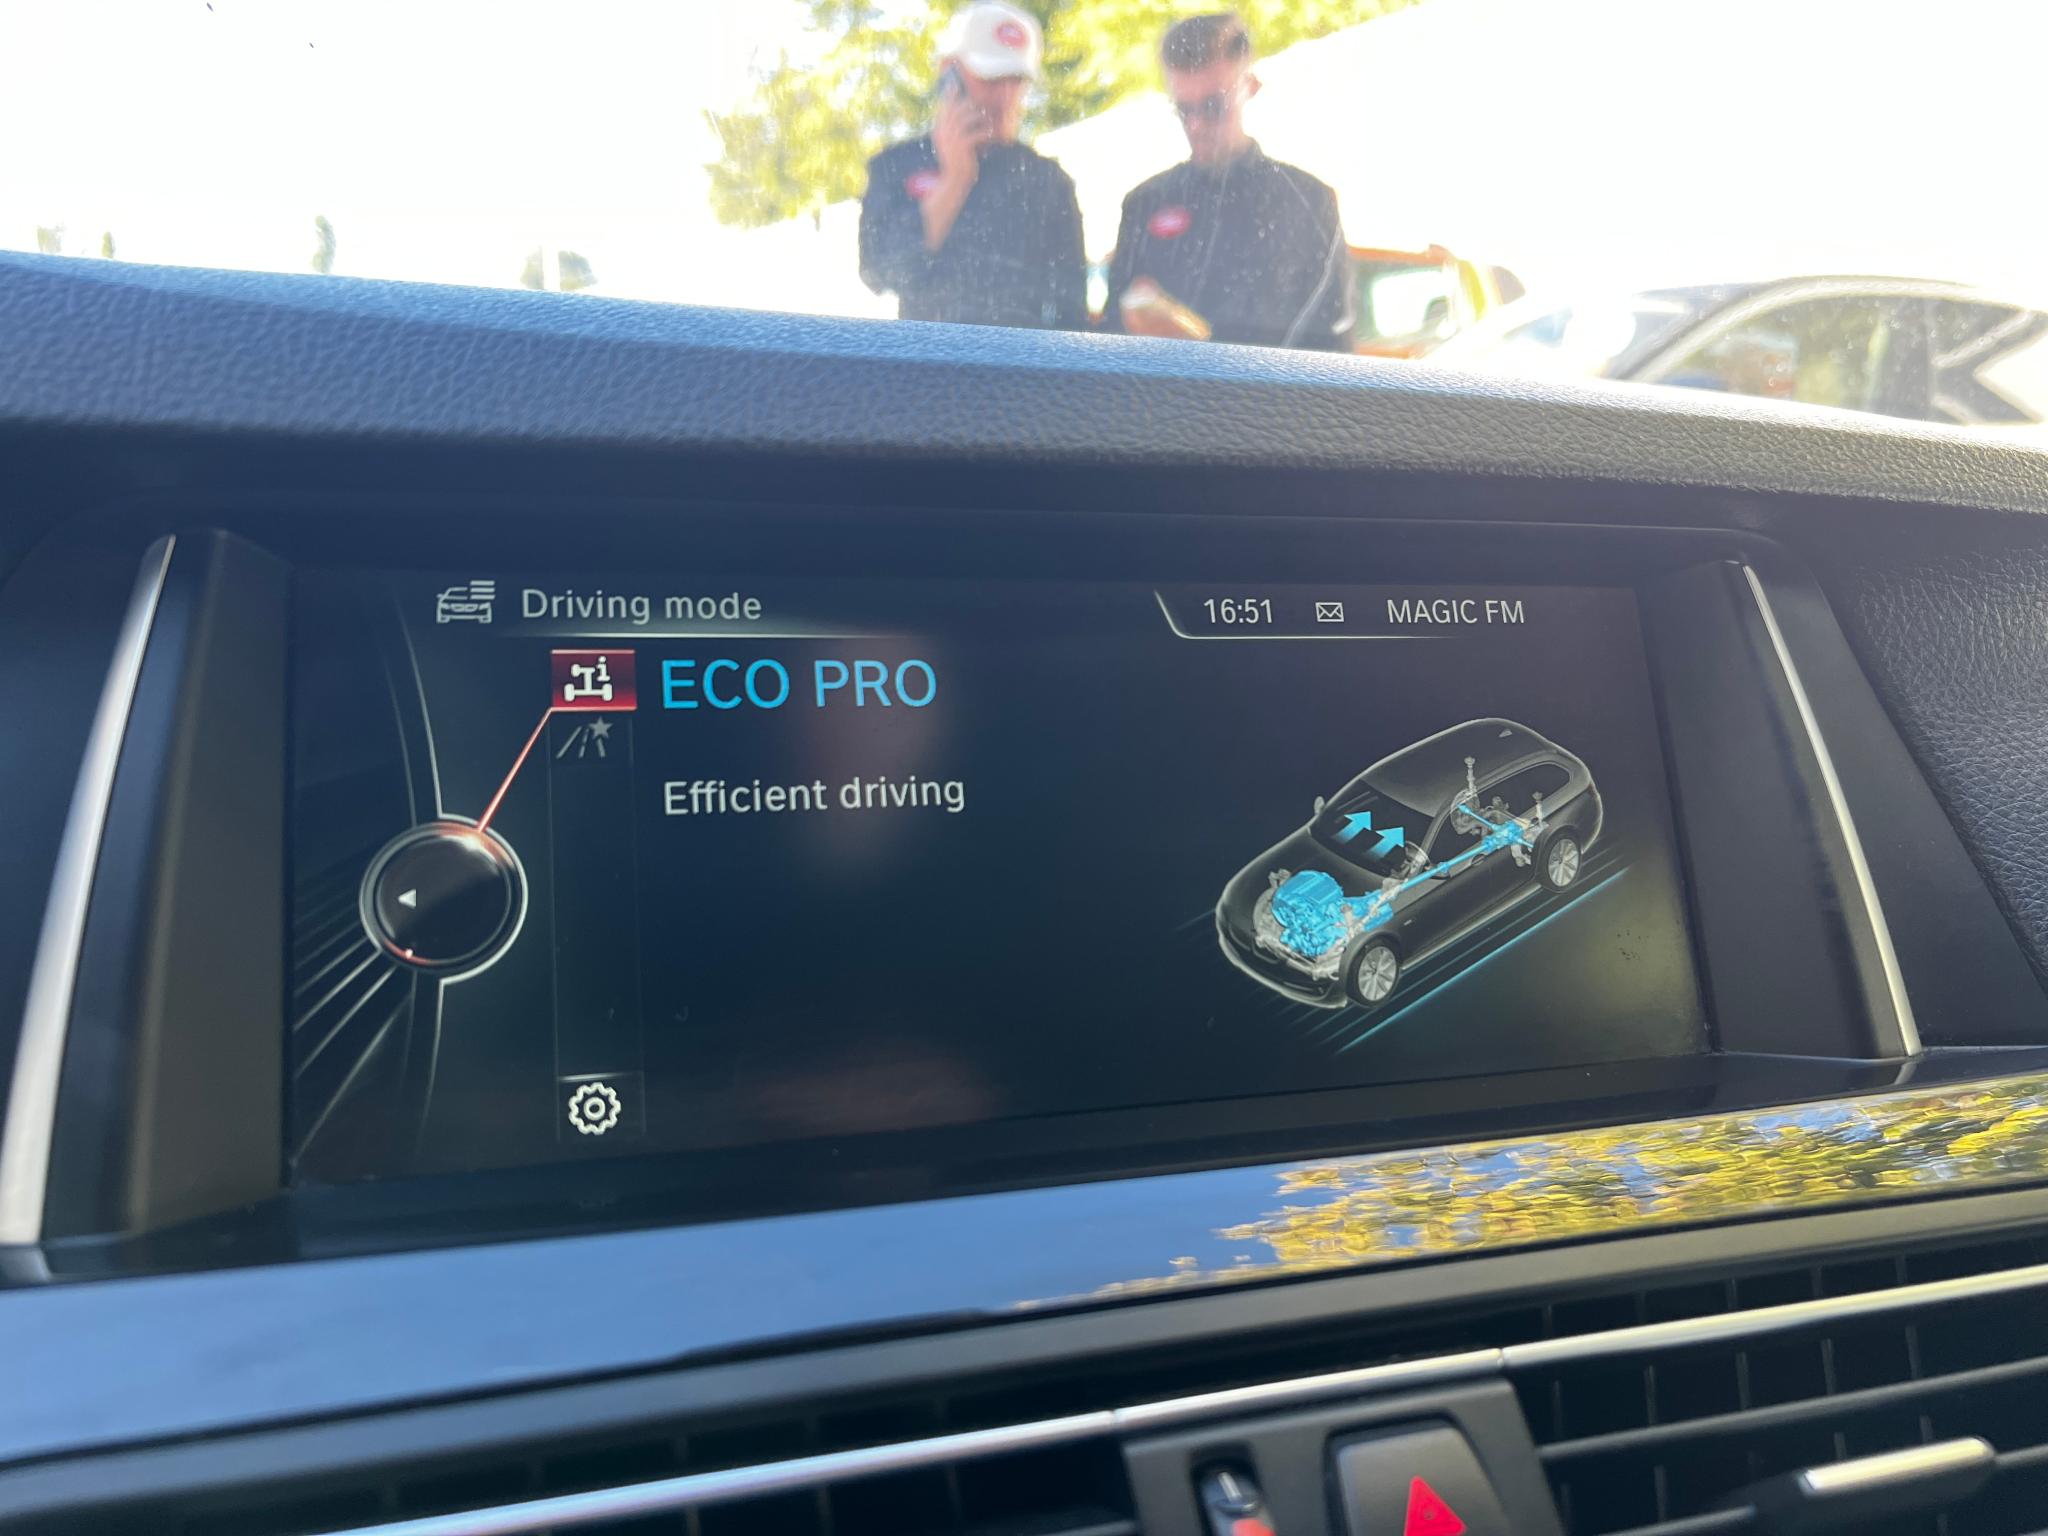 Driving mode
16:51 MAGIC FM
ECO PRO
Efficient driving